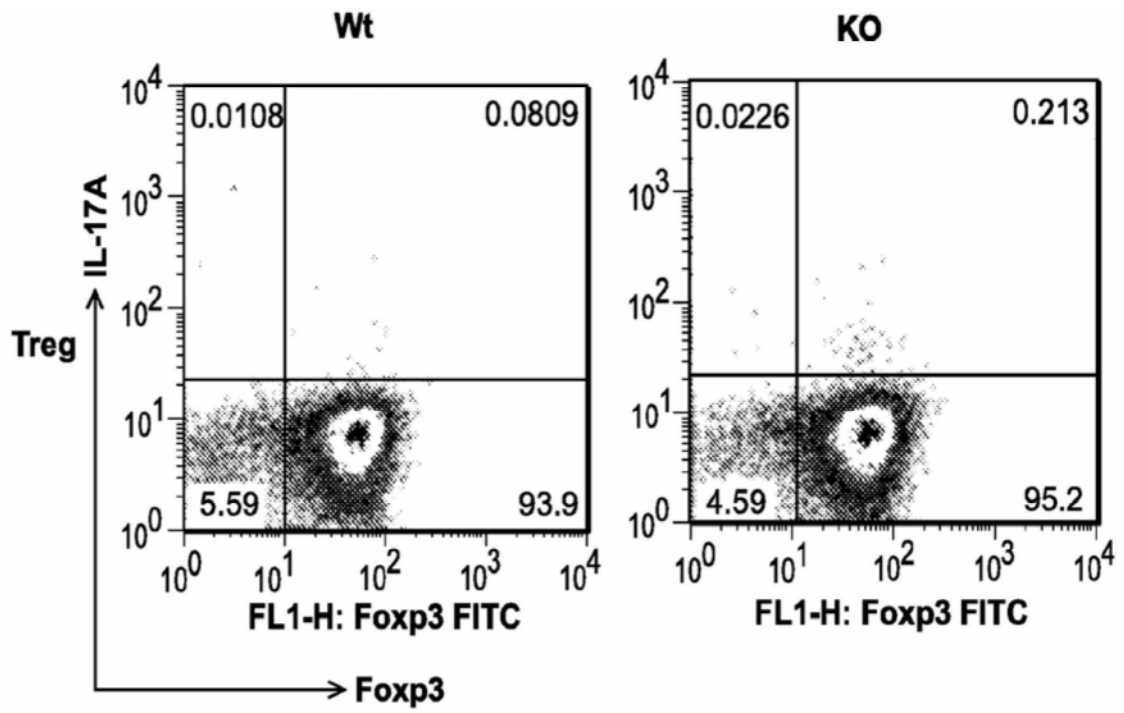 Wt KO
10^4 10^4
0.0108 0.0809 0.0226 0.213
IL-17A
10^3 10^3
10^2 10^2
Treg
10^1 10^1
5.59 93.9 4.59 95.2
10^0 10^0
10^0 10^1 10^2 10^3 10^4 10^0 10^1 10^2 10^3 10^4
FL1-H: Foxp3 FITC FL1-H: Foxp3 FITC
Foxp3